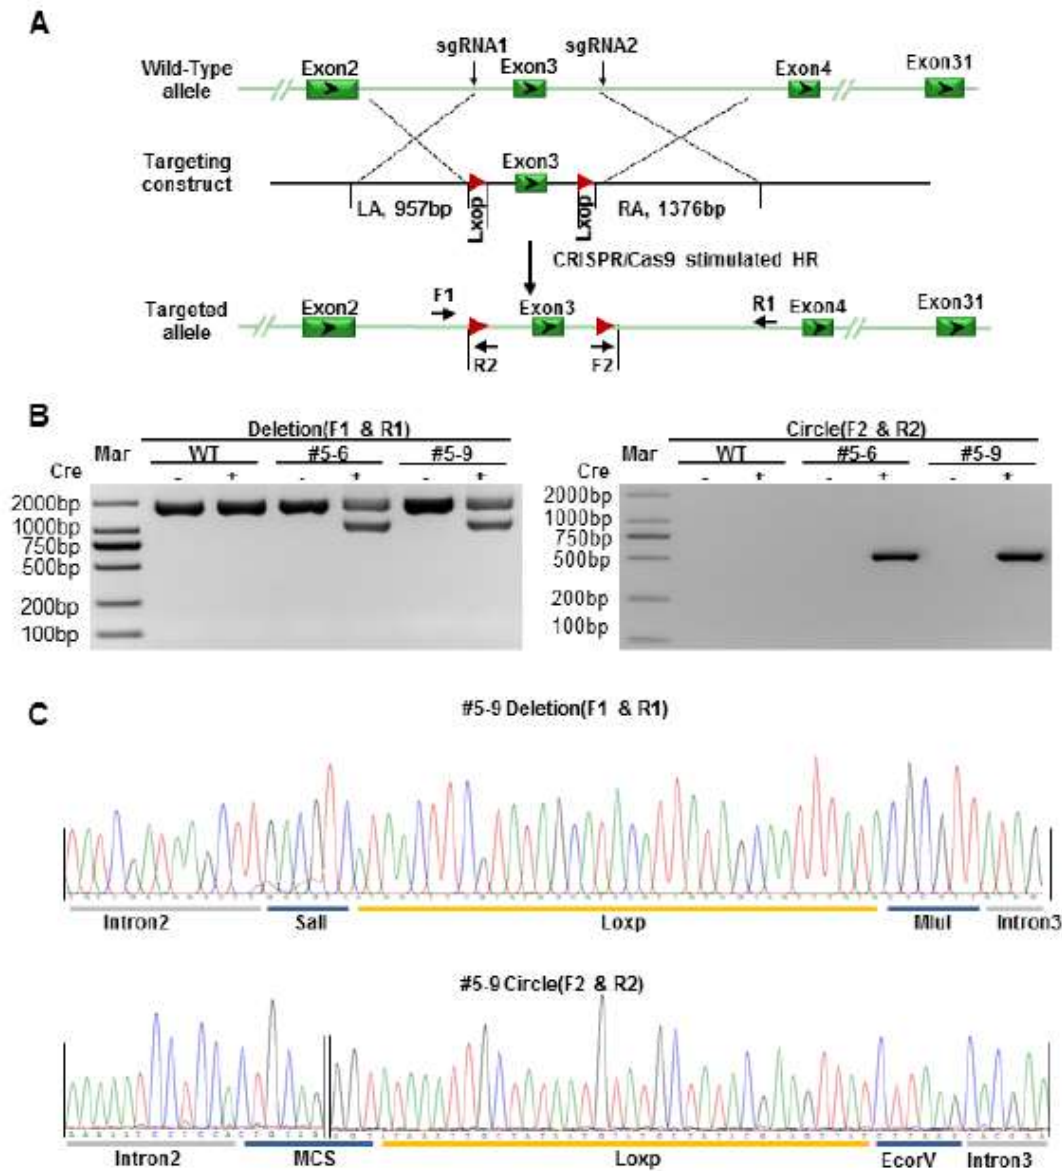 A
sgRNA1 sgRNA2
Wild-Type allele
Exon2 Exon3 Exon4 Exon31
Targeting construct
Exon3
LA, 957bp
Lxop
Lxop
RA, 1376bp
CRISPR/Cas9 stimulated HR
Targeted allele
Exon2 F1 Exon3 R1 Exon4 Exon31
R2 F2
B
Deletion(F1 & R1)
Mar WT #5-6 #5-9
Cre - + - + - +
2000bp
1000bp
750bp
500bp
200bp
100bp
Circle(F2 & R2)
Mar WT #5-6 #5-9
Cre - + - + - +
2000bp
1000bp
750bp
500bp
200bp
100bp
C
#5-9 Deletion(F1 & R1)
Intron2 SalI Loxp MluI Intron3
#5-9 Circle(F2 & R2)
Intron2 MCS Loxp EcorV Intron3